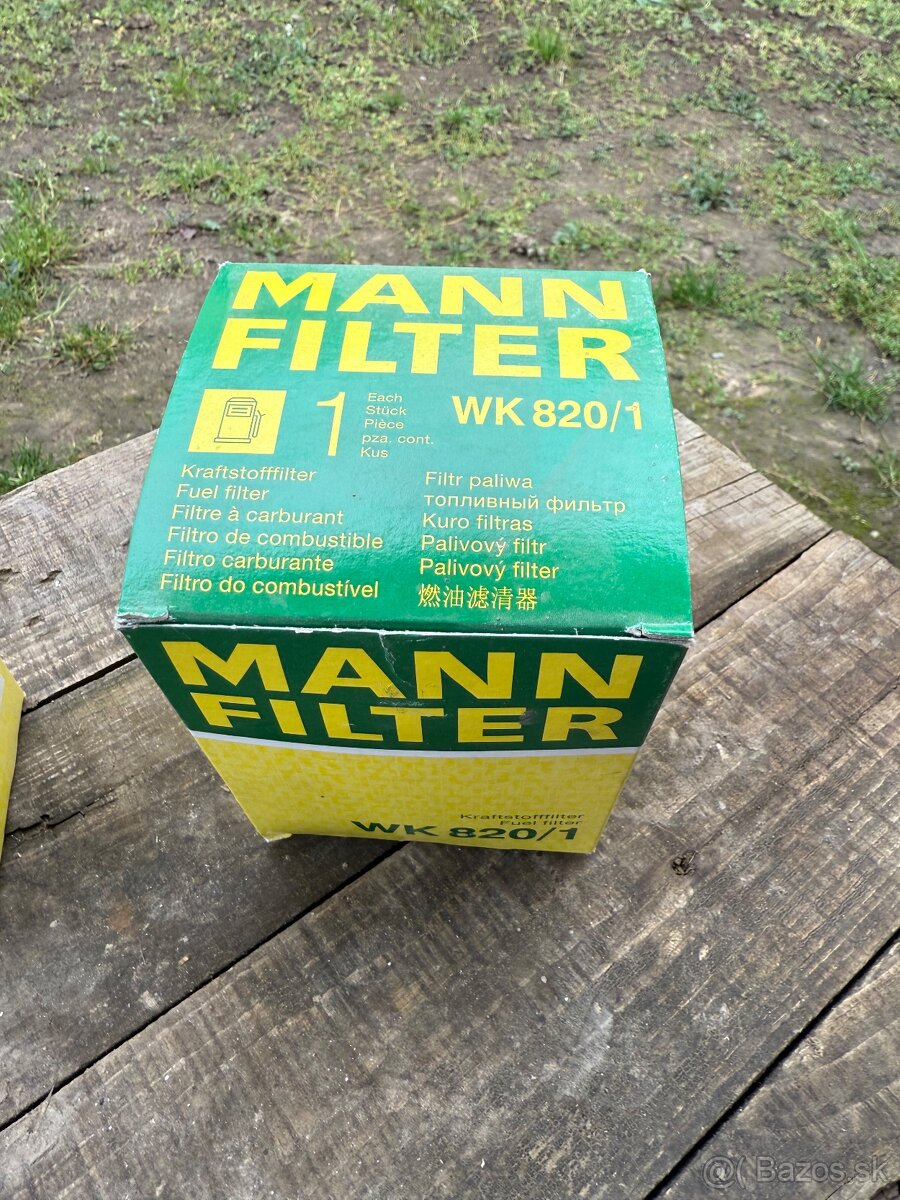 MANN
FILTER
1
Each
Stück
Pièce
pza. cont.
Kus
WK 820/1
Kraftstofffilter
Fuel filter
Filtre à carburant
Filtro de combustible
Filtro carburante
Filtro do combustível
Filtr paliwa
топливный фильтр
Kuro filtras
Palivový filtr
Palivový filter
燃油滤清器
MANN
FILTER
Kraftstofffilter
Fuel filter
WK 820/1
@( Bazos.sk